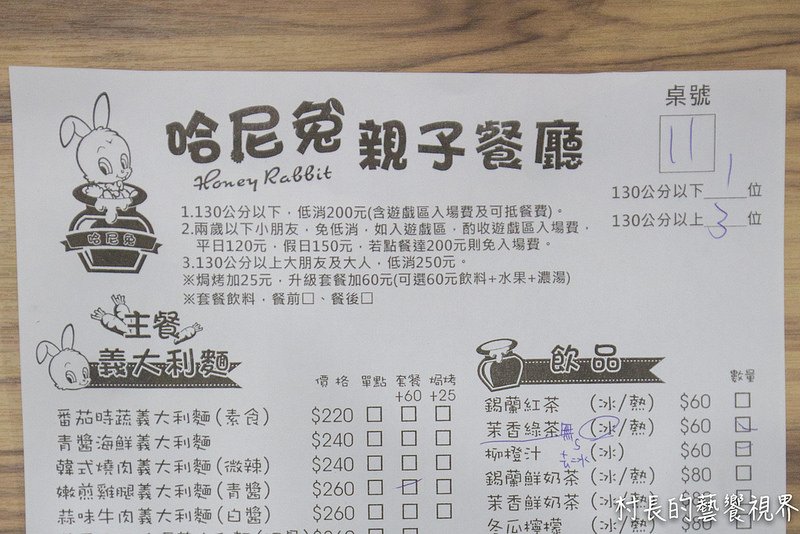 哈尼兔 親子餐廳
Honey Rabbit
哈尼兔
桌號
11
130公分以下 1 位
130公分以上 3 位
1.130公分以下，低消200元(含遊戲區入場費及可抵餐費)。
2.兩歲以下小朋友，免低消，如入遊戲區，酌收遊戲區入場費，
平日120元，假日150元，若點餐達200元則免入場費。
3.130公分以上大朋友及大人，低消250元。
※焗烤加25元，升級套餐加60元(可選60元飲料+水果+濃湯)
※套餐飲料，餐前□、餐後□
主餐
義大利麵
價格 單點 套餐+60 焗烤+25
番茄時蔬義大利麵(素食) $220 □ □ □
青醬海鮮義大利麵 $240 □ □ □
韓式燒肉義大利麵(微辣) $240 □ □ □
嫩煎雞腿義大利麵(青醬) $260 □ □ □
蒜味牛肉義大利麵(白醬) $260 □ □ □
飲品
數量
錫蘭紅茶 (冰/熱) $60 □
茉香綠茶 (冰/熱) $60 □
柳橙汁 (冰) $60 □
錫蘭鮮奶茶 (冰/熱) $80 □
茉香鮮奶茶 (冰/熱)
冬瓜檸檬
村長的藝饗視界